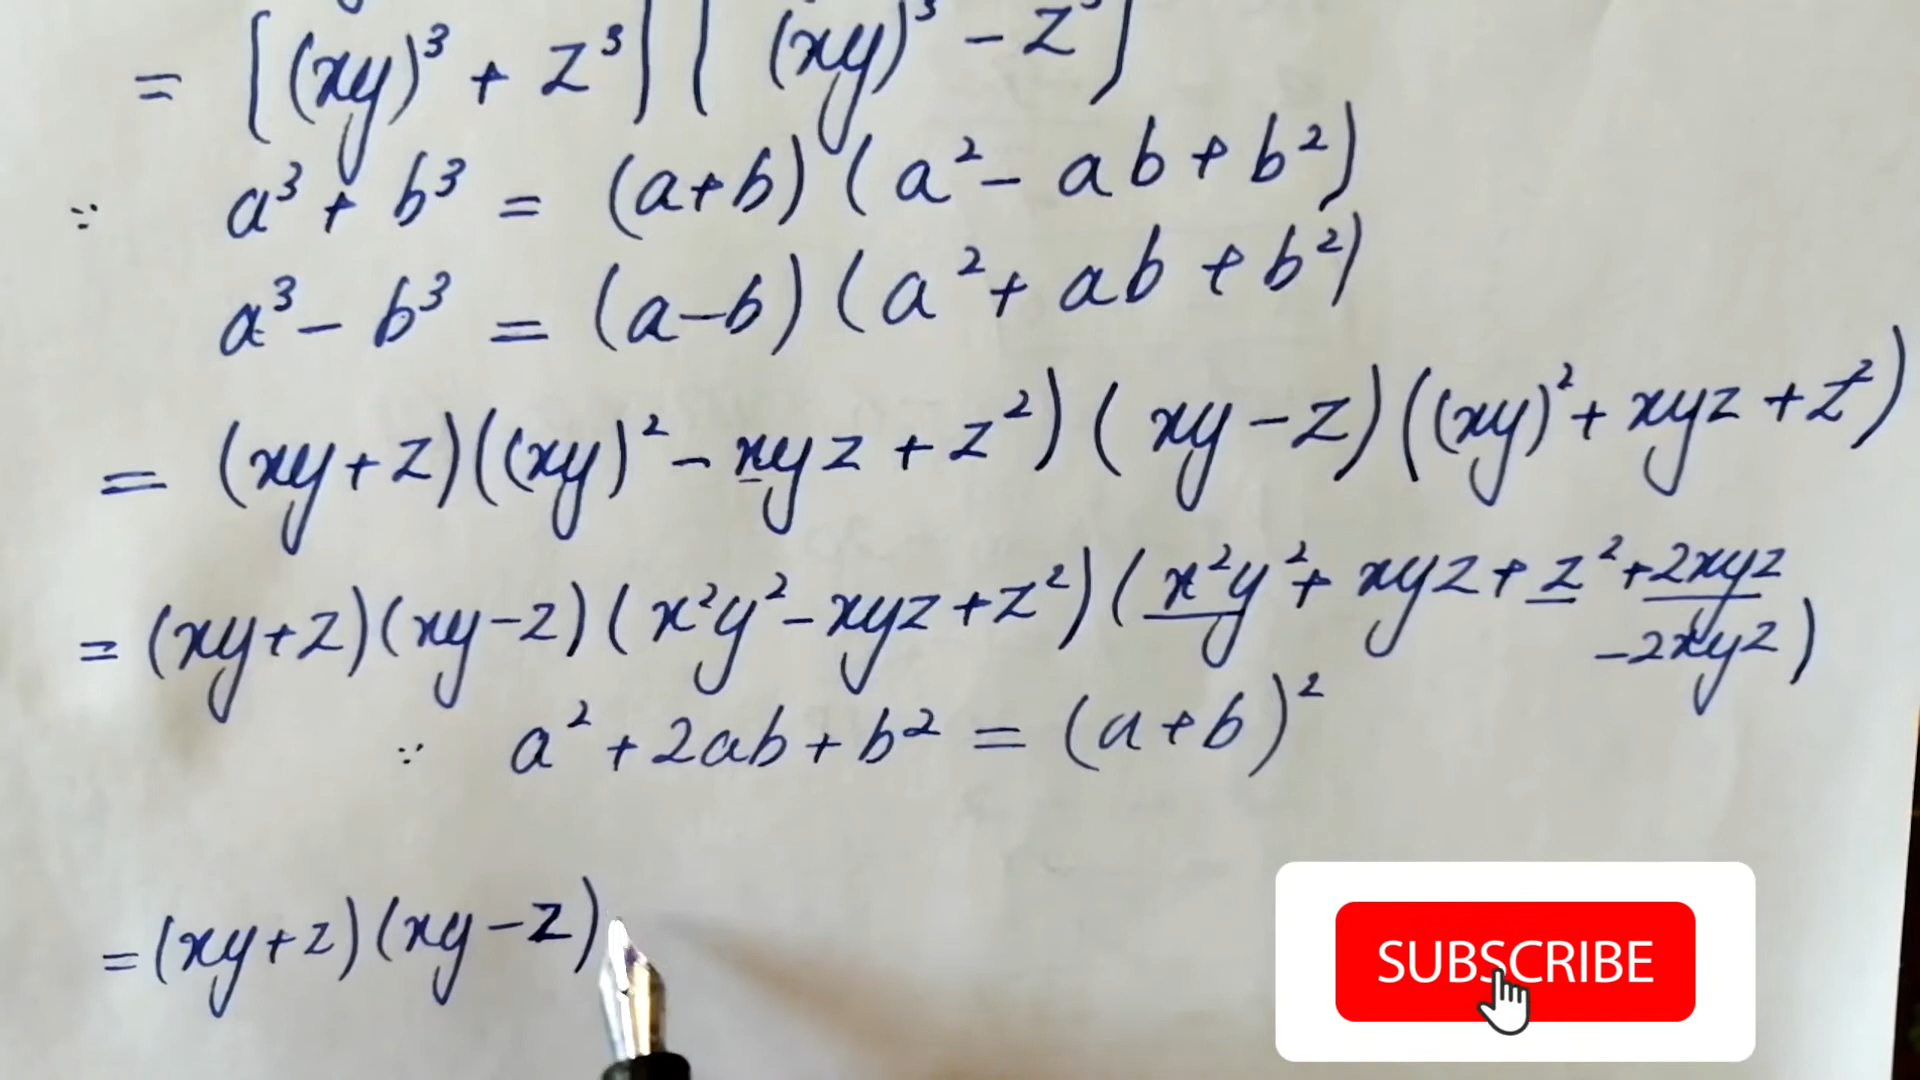 = [(xy)³ + z³] [(xy)³ - z³]
∵ a³ + b³ = (a+b) (a² - ab + b²)
a³ - b³ = (a-b) (a² + ab + b²)
= (xy+z)((xy)² - xyz + z²) (xy-z)((xy)² + xyz + z²)
= (xy+z)(xy-z)(x²y² - xyz + z²)(x²y² + xyz + z² + 2xyz
-2xyz)
∵ a² + 2ab + b² = (a+b)²
= (xy+z)(xy-z)
SUBSCRIBE